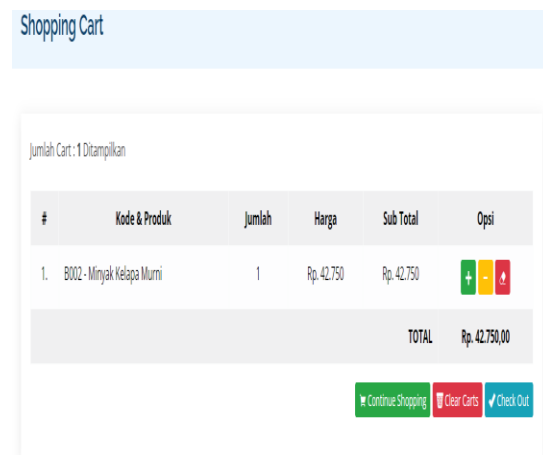 Shopping Cart
Jumlah Cart : 1 Ditampilkan
# Kode & Produk Jumlah Harga Sub Total Opsi
1. B002 - Minyak Kelapa Murni 1 Rp. 42.750 Rp. 42.750 + -
TOTAL Rp. 42.750,00
Continue Shopping Clear Carts Check Out